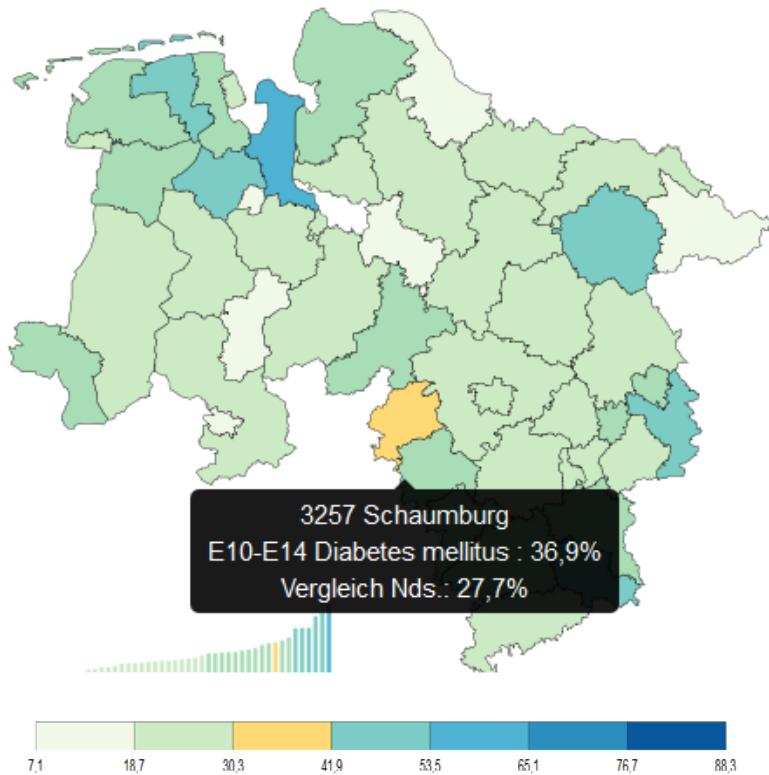 3257 Schaumburg
E10-E14 Diabetes mellitus : 36,9%
Vergleich Nds.: 27,7%
7,1 18,7 30,3 41,9 53,5 65,1 76,7 88,3